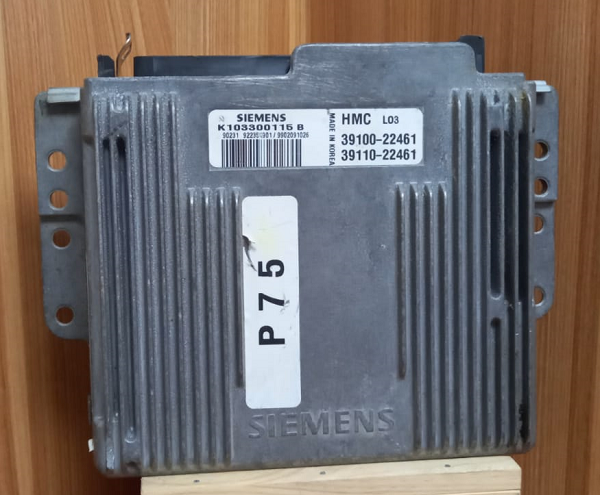 SIEMENS
K103300115 B
MADE IN KOREA
HMC L03
39100-22461
39110-22461
P75
SIEMENS